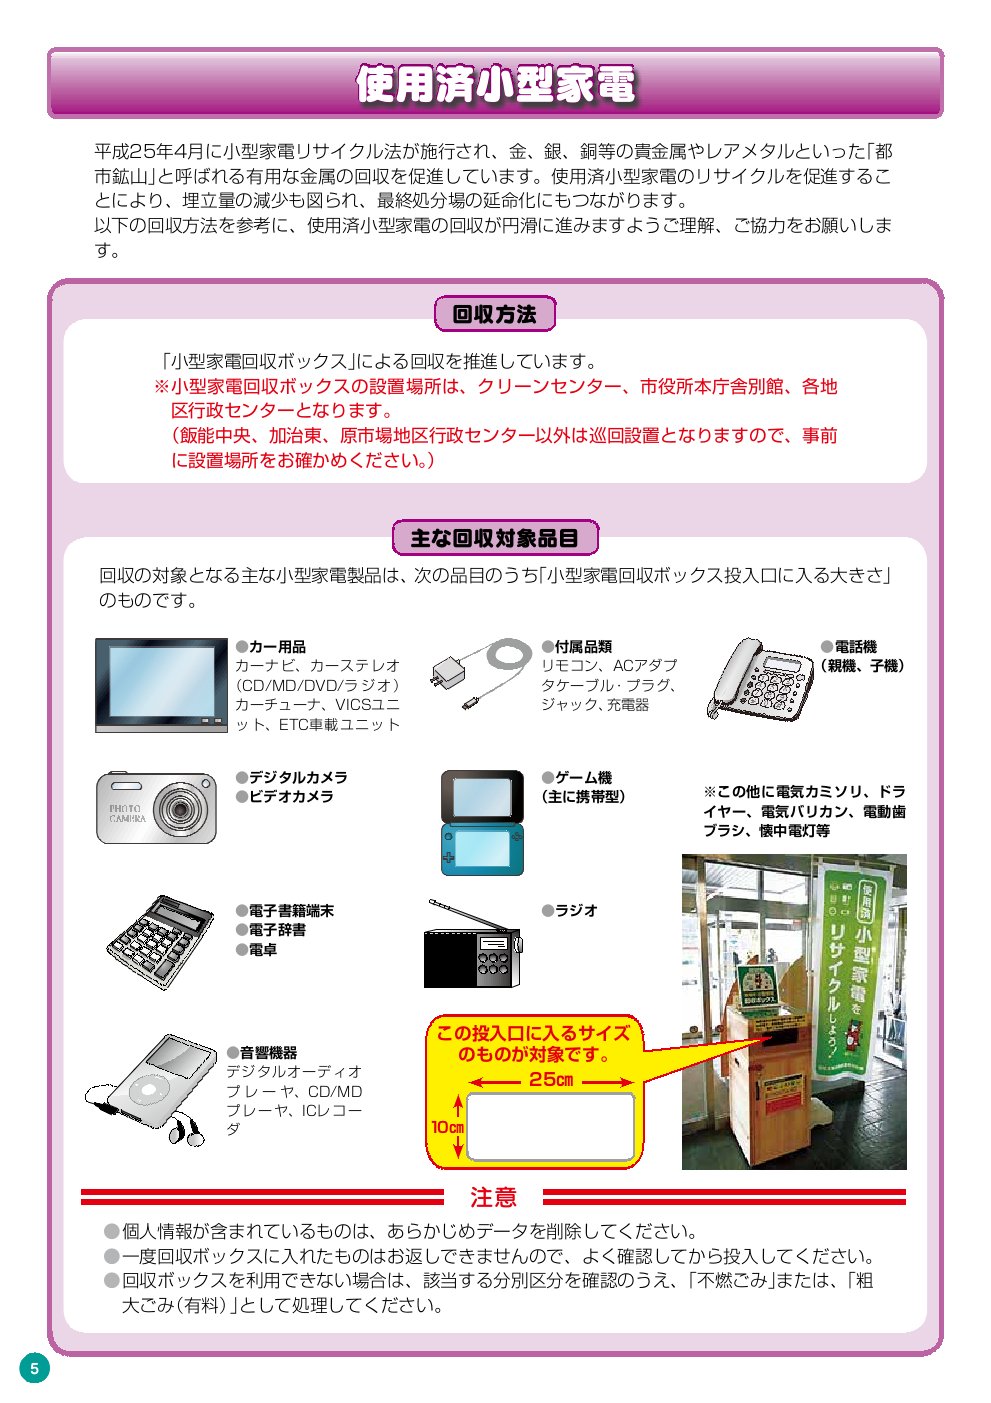 使用済小型家電
平成25年4月に小型家電リサイクル法が施行され、金、銀、銅等の貴金属やレアメタルといった｢都
市鉱山｣と呼ばれる有用な金属の回収を促進しています。使用済小型家電のリサイクルを促進するこ
とにより、埋立量の減少も図られ、最終処分場の延命化にもつながります。
以下の回収方法を参考に、使用済小型家電の回収が円滑に進みますようご理解、ご協力をお願いしま
す。
回収方法
｢小型家電回収ボックス｣による回収を推進しています。
※小型家電回収ボックスの設置場所は、クリーンセンター、市役所本庁舎別館、各地
区行政センターとなります。
（飯能中央、加治東、原市場地区行政センター以外は巡回設置となりますので、事前
に設置場所をお確かめください。）
主な回収対象品目
回収の対象となる主な小型家電製品は、次の品目のうち｢小型家電回収ボックス投入口に入る大きさ｣
のものです。
●カー用品
カーナビ、カーステレオ
（CD/MD/DVD/ラジオ）
カーチューナ、VICSユニ
ット、ETC車載ユニット
●付属品類
リモコン、ACアダプ
タケーブル・プラグ、
ジャック、充電器
●電話機
（親機、子機）
PHOTO
CAMERA
●デジタルカメラ
●ビデオカメラ
●ゲーム機
（主に携帯型）
※この他に電気カミソリ、ドラ
イヤー、電気バリカン、電動歯
ブラシ、懐中電灯等
●電子書籍端末
●電子辞書
●電卓
●ラジオ
使用済
小型家電を
リサイクルしよう!
回収ボックス
●音響機器
デジタルオーディオ
プレーヤ、CD/MD
プレーヤ、ICレコー
ダ
この投入口に入るサイズ
のものが対象です。
25㎝
10㎝
注意
●個人情報が含まれているものは、あらかじめデータを削除してください。
●一度回収ボックスに入れたものはお返しできませんので、よく確認してから投入してください。
●回収ボックスを利用できない場合は、該当する分別区分を確認のうえ、｢不燃ごみ｣または、｢粗
大ごみ（有料）｣として処理してください。
5